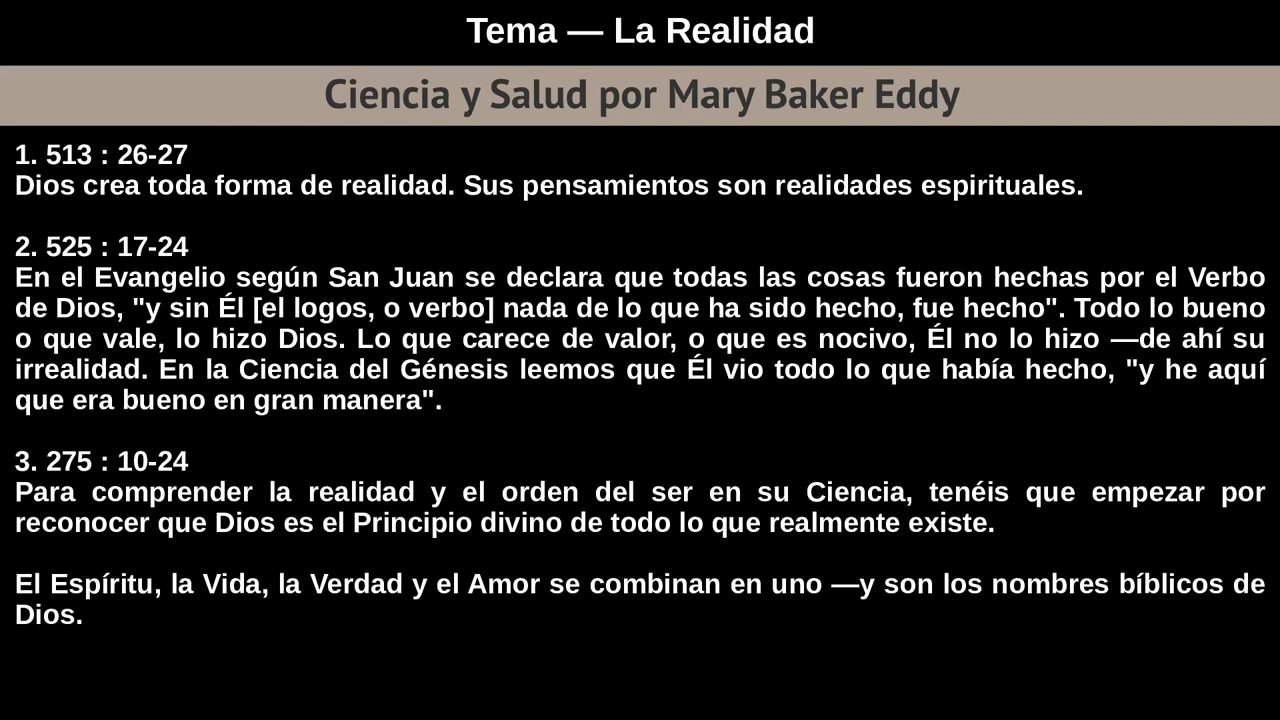 Tema — La Realidad
Ciencia y Salud por Mary Baker Eddy
1. 513 : 26-27
Dios crea toda forma de realidad. Sus pensamientos son realidades espirituales.
2. 525 : 17-24
En el Evangelio según San Juan se declara que todas las cosas fueron hechas por el Verbo
de Dios, "y sin Él [el logos, o verbo] nada de lo que ha sido hecho, fue hecho". Todo lo bueno
o que vale, lo hizo Dios. Lo que carece de valor, o que es nocivo, Él no lo hizo —de ahí su
irrealidad. En la Ciencia del Génesis leemos que Él vio todo lo que había hecho, "y he aquí
que era bueno en gran manera".
3. 275 : 10-24
Para comprender la realidad y el orden del ser en su Ciencia, tenéis que empezar por
reconocer que Dios es el Principio divino de todo lo que realmente existe.
El Espíritu, la Vida, la Verdad y el Amor se combinan en uno —y son los nombres bíblicos de
Dios.